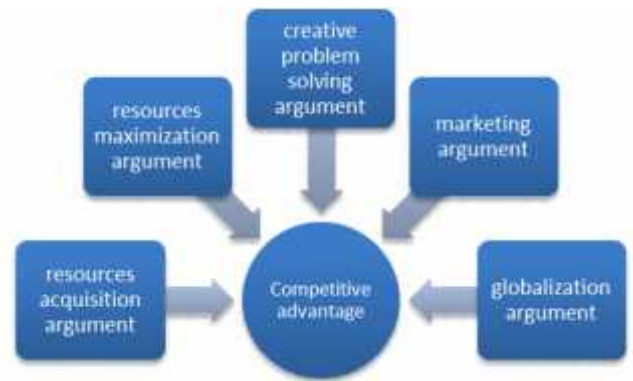 creative
problem
solving
argument
resources
maximization
argument
marketing
argument
resources
acquisition
argument
Competitive
advantage
globalization
argument